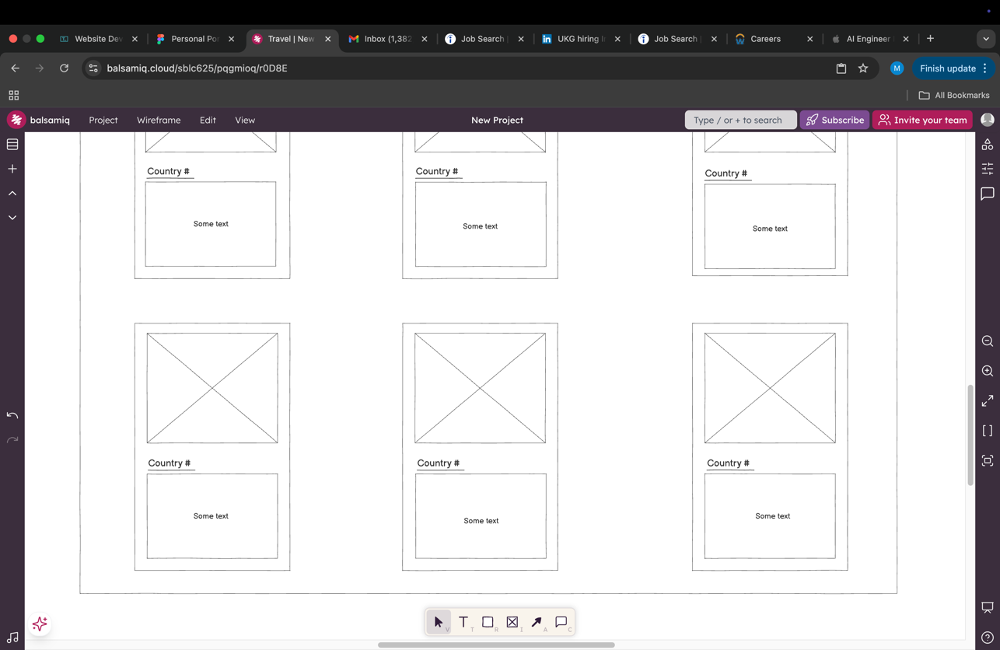 Website Dev
Personal Por
Travel | New
Inbox (1,382
Job Search
UKG hiring In
Job Search
Careers
AI Engineer
balsamiq.cloud/sblc625/pqgmioq/r0D8E
M
Finish update
All Bookmarks
balsamiq
Project
Wireframe
Edit
View
New Project
Type / or + to search
Subscribe
Invite your team
Country #
Country #
Country #
Some text
Some text
Some text
Country #
Country #
Country #
Some text
Some text
Some text
V
T
R
I
A
C